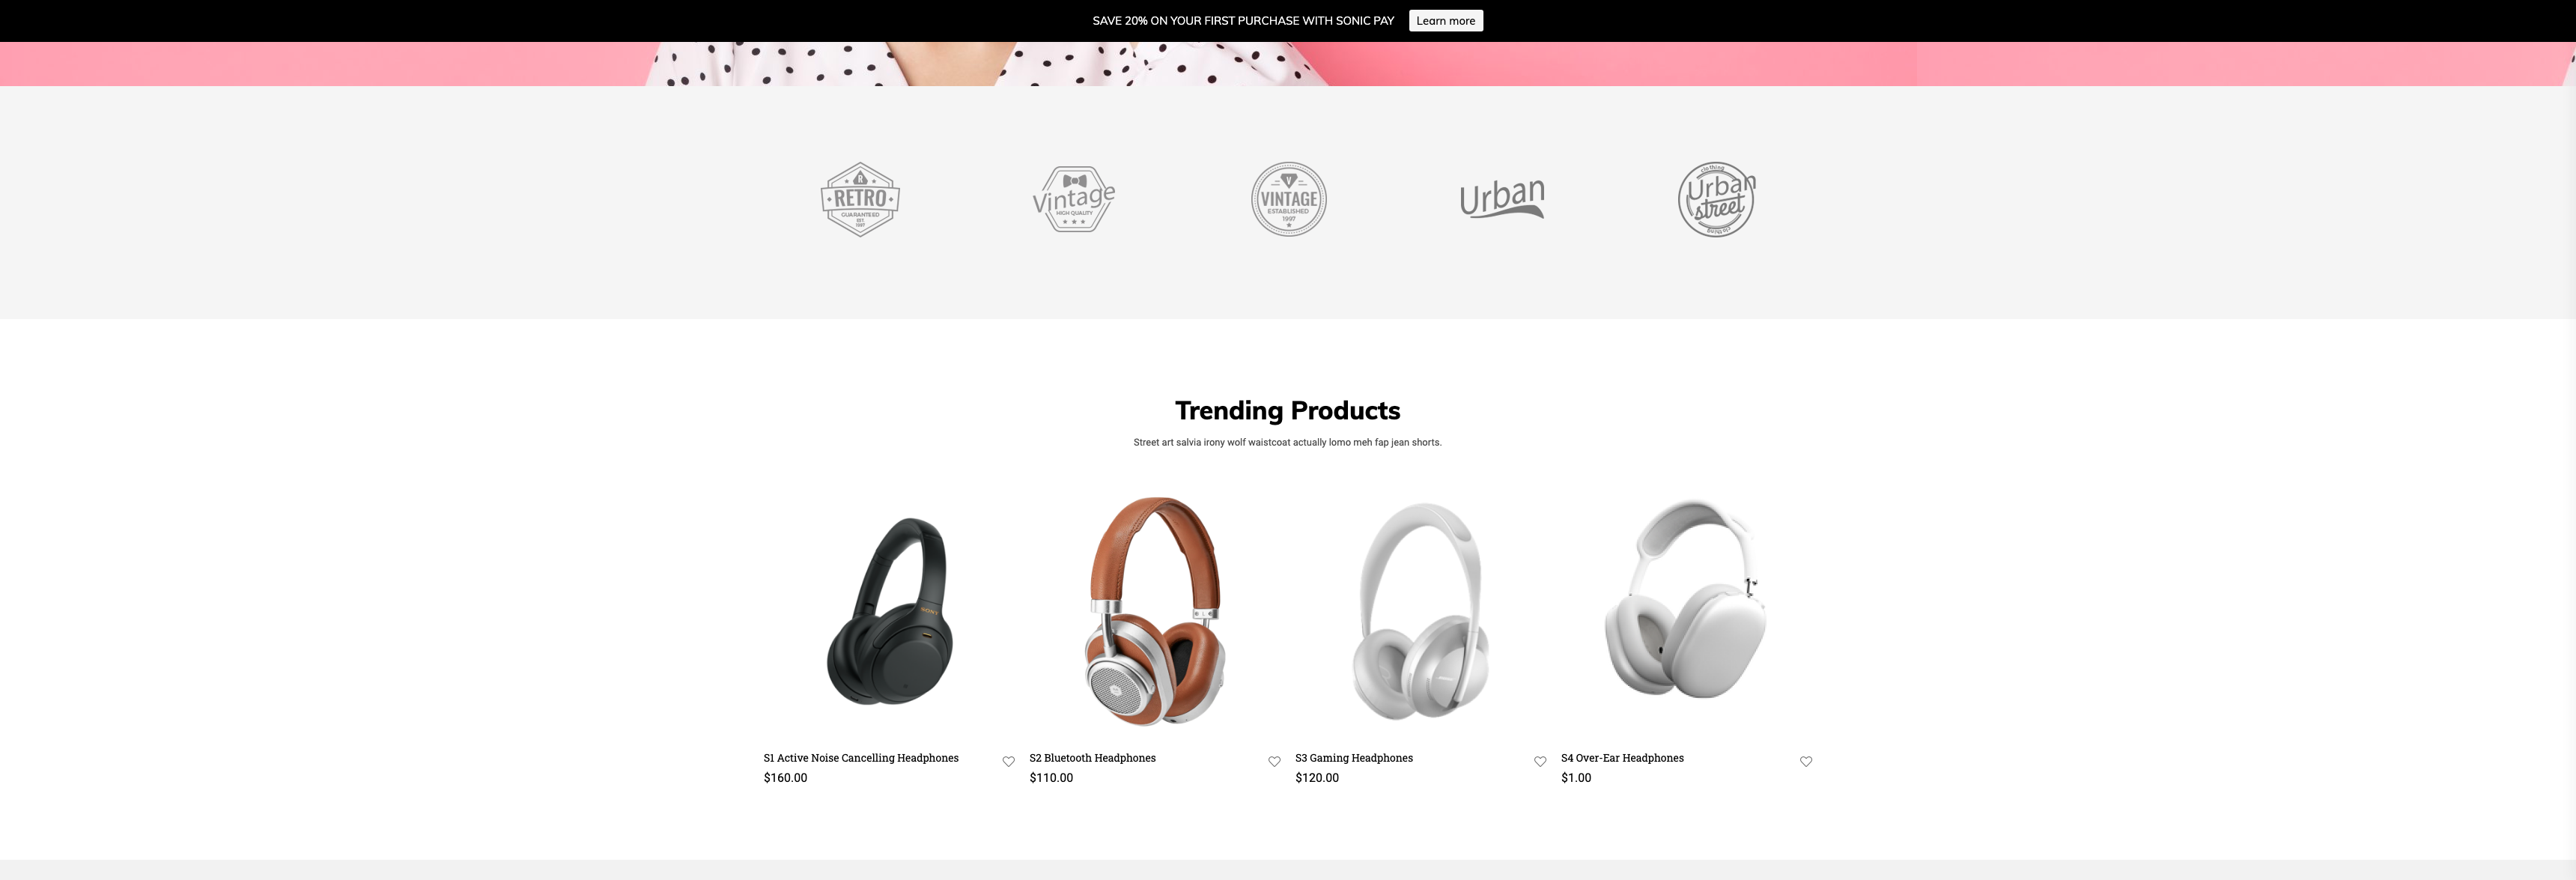 SAVE 20% ON YOUR FIRST PURCHASE WITH SONIC PAY Learn more
R
RETRO
GUARANTEED
EST.
1997
Vintage
HIGH QUALITY
V
VINTAGE
ESTABLISHED
1997
Urban
clothing
Urban
street
clothing
Trending Products
Street art salvia irony wolf waistcoat actually lomo meh fap jean shorts.
SONY
S1 Active Noise Cancelling Headphones
$160.00
S2 Bluetooth Headphones
$110.00
S3 Gaming Headphones
$120.00
S4 Over-Ear Headphones
$1.00